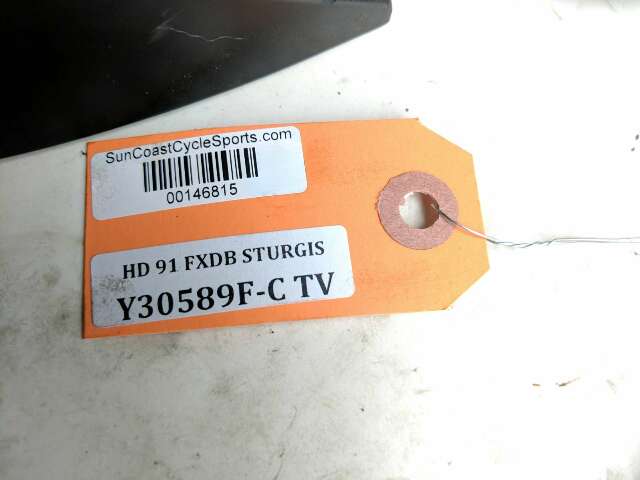 SunCoastCycleSports.com
00146815
HD 91 FXDB STURGIS
Y30589F-C TV